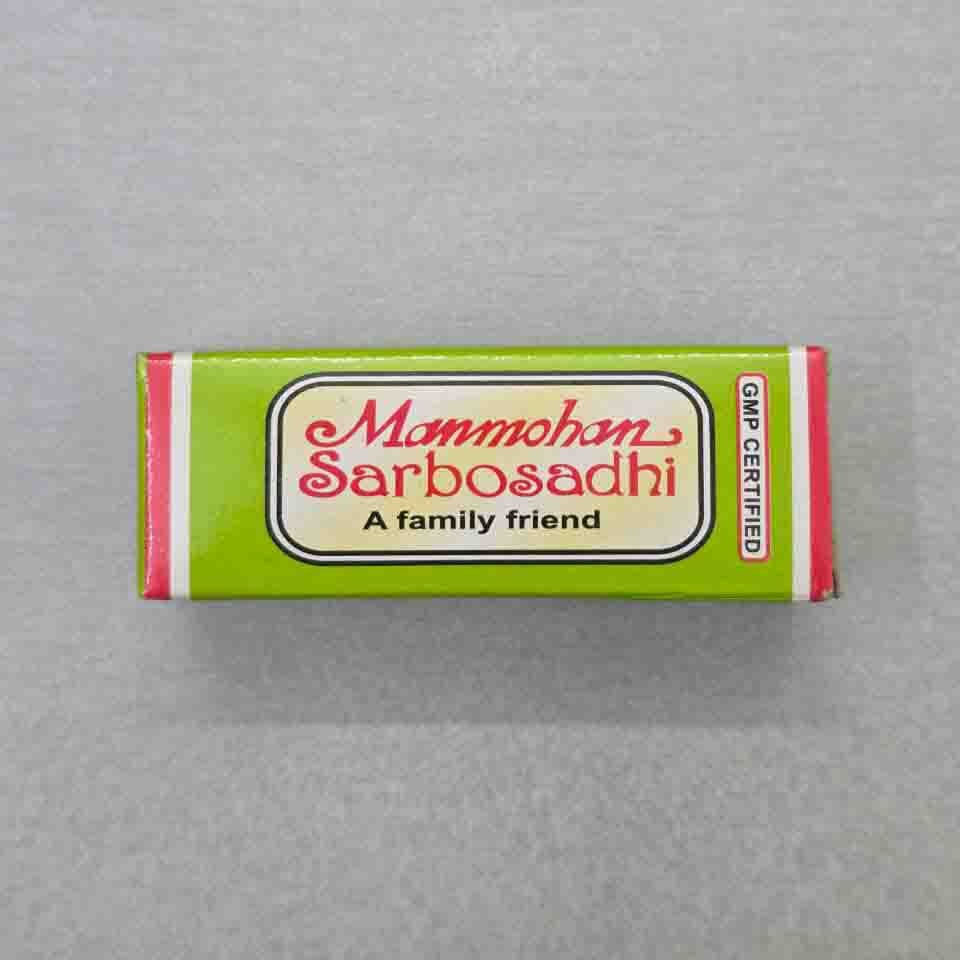 Manmohan
Sarbosadhi
A family friend
GMP CERTIFIED